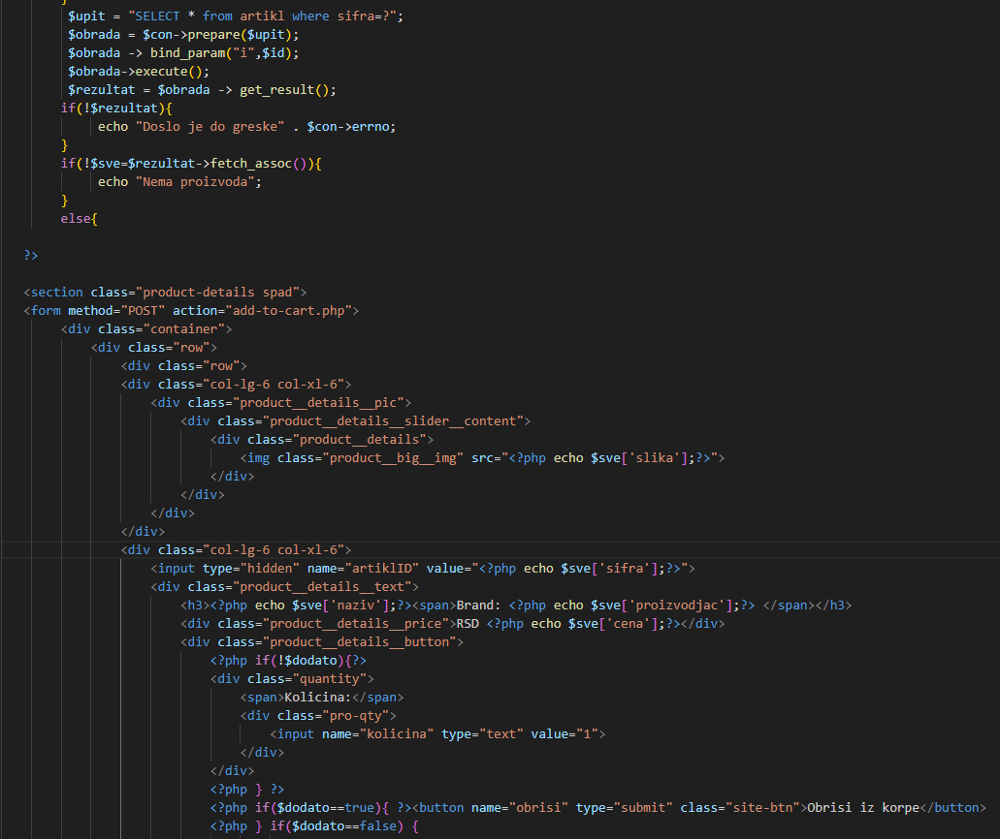 }
$upit = "SELECT * from artikl where sifra=?";
$obrada = $con->prepare($upit);
$obrada -> bind_param("i",$id);
$obrada->execute();
$rezultat = $obrada -> get_result();
if(!$rezultat){
echo "Doslo je do greske" . $con->errno;
}
if(!$sve=$rezultat->fetch_assoc()){
echo "Nema proizvoda";
}
else{
?>
<section class="product-details spad">
<form method="POST" action="add-to-cart.php">
<div class="container">
<div class="row">
<div class="row">
<div class="col-lg-6 col-xl-6">
<div class="product__details__pic">
<div class="product__details__slider__content">
<div class="product__details">
<img class="product__big__img" src="<?php echo $sve['slika'];?>">
</div>
</div>
</div>
</div>
<div class="col-lg-6 col-xl-6">
<input type="hidden" name="artiklID" value="<?php echo $sve['sifra'];?>">
<div class="product__details__text">
<h3><?php echo $sve['naziv'];?><span>Brand: <?php echo $sve['proizvodjac'];?> </span></h3>
<div class="product__details__price">RSD <?php echo $sve['cena'];?></div>
<div class="product__details__button">
<?php if(!$dodato){?>
<div class="quantity">
<span>Kolicina:</span>
<div class="pro-qty">
<input name="kolicina" type="text" value="1">
</div>
</div>
<?php } ?>
<?php if($dodato==true){ ?><button name="obrisi" type="submit" class="site-btn">Obrisi iz korpe</button>
<?php } if($dodato==false) {